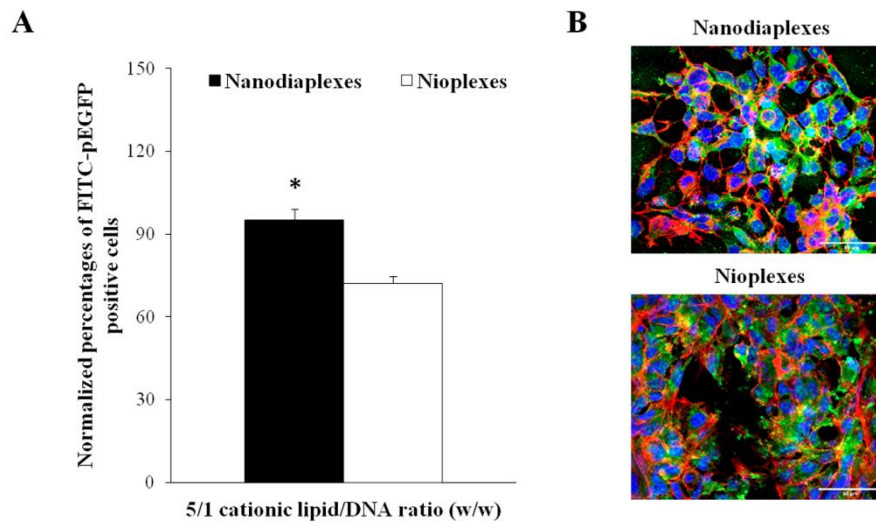 A
Normalized percentages of FITC-pEGFP
positive cells
150
120
90
60
30
0
Nanodiaplexes
Nioplexes
*
5/1 cationic lipid/DNA ratio (w/w)
B
Nanodiaplexes
Nioplexes